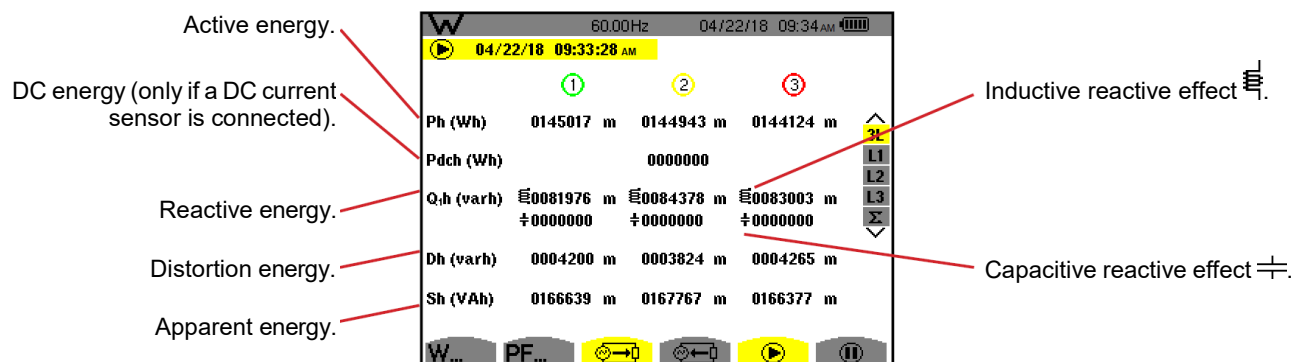 Active energy.
DC energy (only if a DC current
sensor is connected).
Reactive energy.
Distortion energy.
Apparent energy.
W 60.00Hz 04/22/18 09:34 AM
04/22/18 09:33:28 AM
1 2 3
Ph (Wh) 0145017 m 0144943 m 0144124 m
Pdch (Wh) 0000000
Q₁h (varh) 0081976 m 0084378 m 0083003 m
0000000 0000000 0000000
Dh (varh) 0004200 m 0003824 m 0004265 m
Sh (VAh) 0166639 m 0167767 m 0166377 m
3L
L1
L2
L3
Σ
W... PF...
Inductive reactive effect .
Capacitive reactive effect .